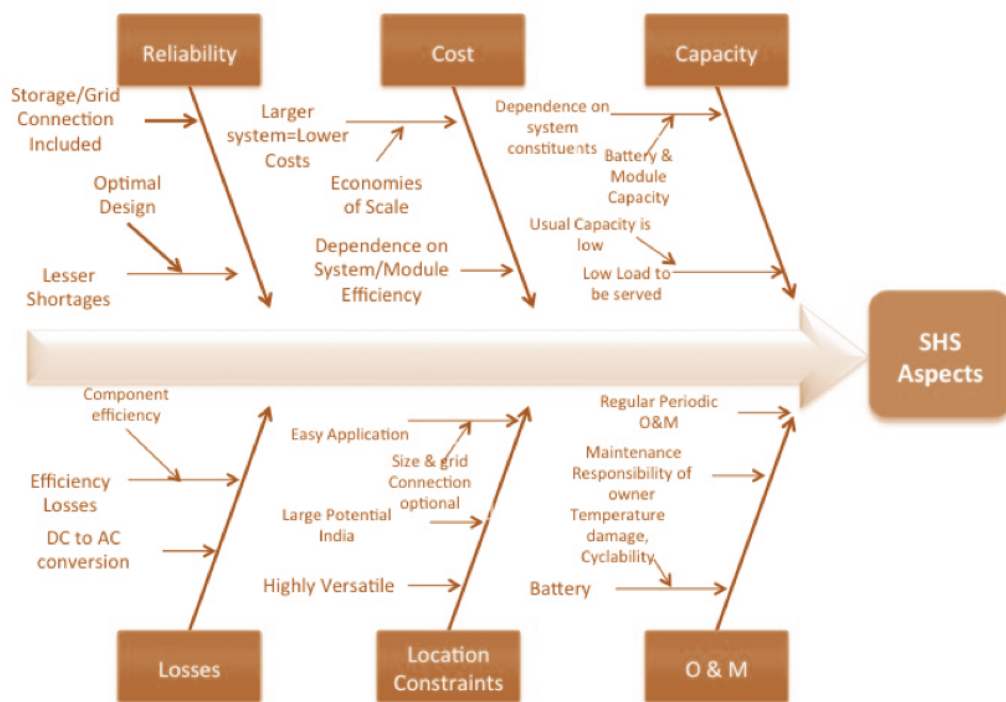 Reliability
Cost
Capacity
Storage/Grid
Connection
Included
Optimal
Design
Lesser
Shortages
Larger
system=Lower
Costs
Economies
of Scale
Dependence on
System/Module
Efficiency
Dependence on
system
constituents
Battery &
Module
Capacity
Usual Capacity is
low
Low Load to
be served
SHS
Aspects
Component
efficiency
Efficiency
Losses
DC to AC
conversion
Easy Application
Size & grid
Connection
optional
Large Potential
India
Highly Versatile
Regular Periodic
O&M
Maintenance
Responsibility of
owner
Temperature
damage,
Cyclability
Battery
Losses
Location
Constraints
O & M